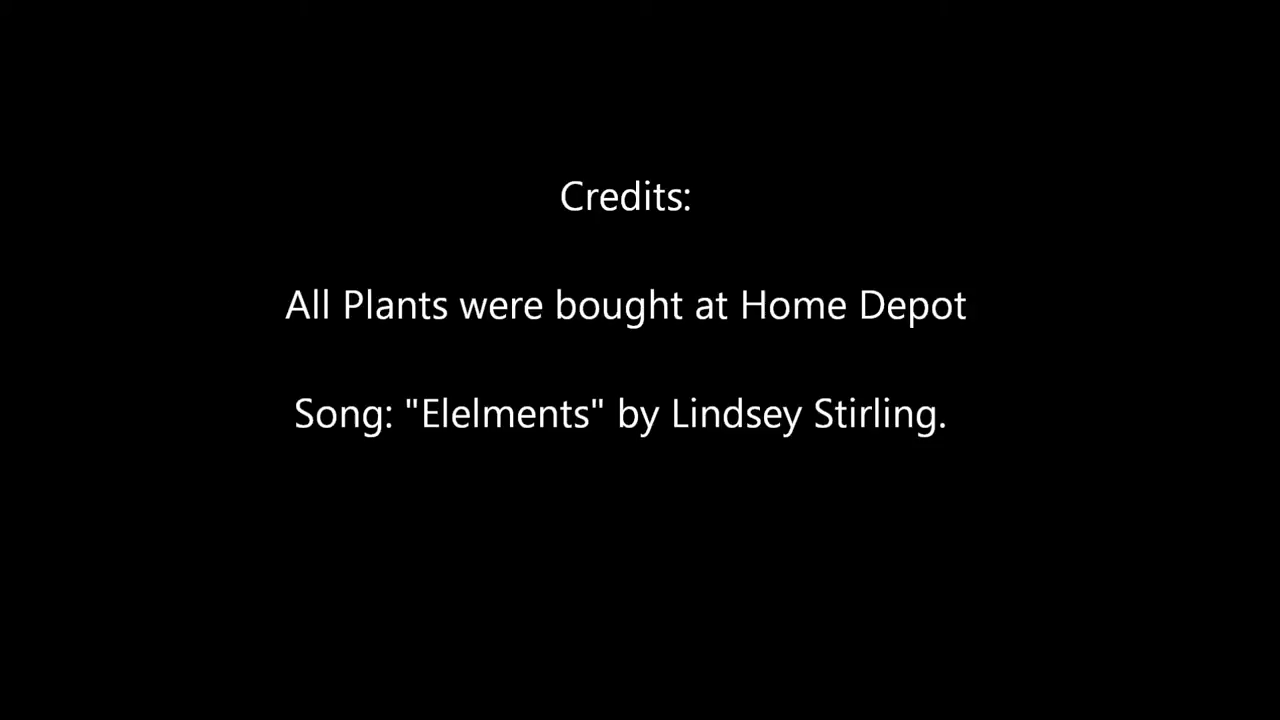 Credits:
All Plants were bought at Home Depot
Song: "Elelments" by Lindsey Stirling.